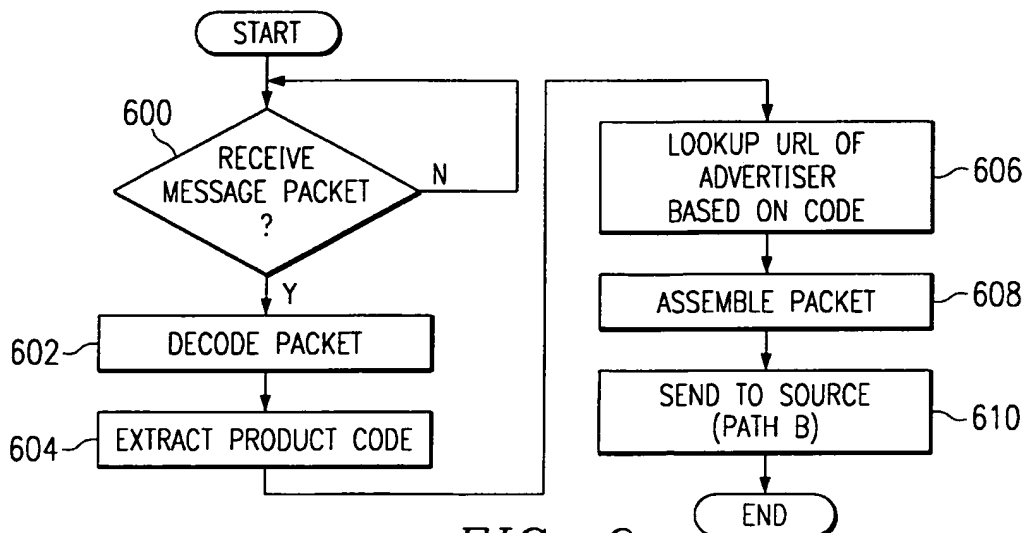 START
600
RECEIVE
MESSAGE PACKET
?
N
Y
602
DECODE PACKET
604
EXTRACT PRODUCT CODE
LOOKUP URL OF
ADVERTISER
BASED ON CODE
606
ASSEMBLE PACKET
608
SEND TO SOURCE
(PATH B)
610
END
FIG.